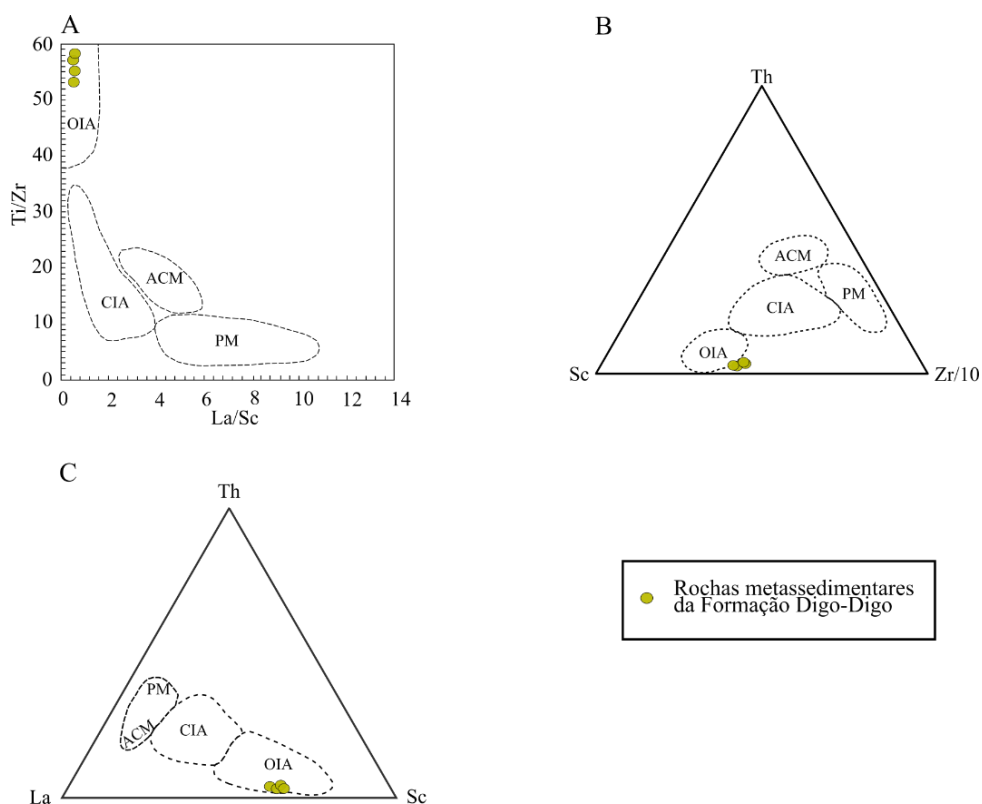 A
60
50
40
30
20
10
0
Ti/Zr
OIA
CIA
ACM
PM
0 2 4 6 8 10 12 14
La/Sc
B
Th
ACM
PM
CIA
OIA
Sc
Zr/10
C
Th
PM
ACM
CIA
OIA
La
Sc
Rochas metassedimentares
da Formação Digo-Digo